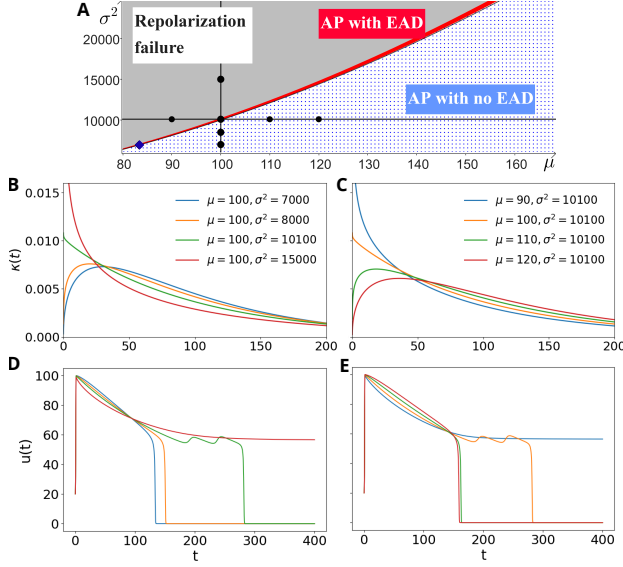 A
σ²
Repolarization
failure
AP with EAD
AP with no EAD
20000
15000
10000
80 90 100 110 120 130 140 150 160
μ
B
κ(t)
0.015
0.010
0.005
0.000
0 50 100 150 200
μ = 100, σ² = 7000
μ = 100, σ² = 8000
μ = 100, σ² = 10100
μ = 100, σ² = 15000
C
0 50 100 150 200
μ = 90, σ² = 10100
μ = 100, σ² = 10100
μ = 110, σ² = 10100
μ = 120, σ² = 10100
D
u(t)
100
80
60
40
20
0
0 100 200 300 400
t
E
0 100 200 300 400
t